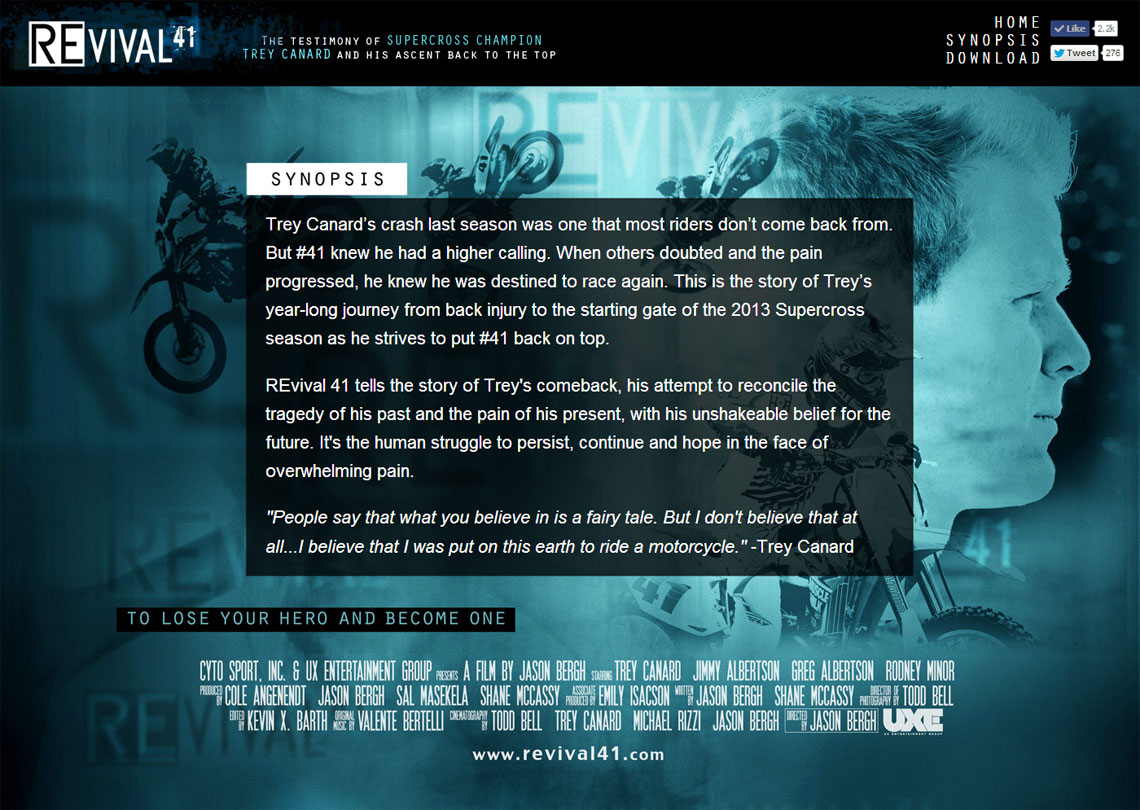 REVIVAL 41
THE TESTIMONY OF SUPERCROSS CHAMPION
TREY CANARD AND HIS ASCENT BACK TO THE TOP
HOME
SYNOPSIS
DOWNLOAD
Like 2.2k
Tweet 276
REVIVAL
SYNOPSIS
Trey Canard’s crash last season was one that most riders don’t come back from.
But #41 knew he had a higher calling. When others doubted and the pain
progressed, he knew he was destined to race again. This is the story of Trey’s
year-long journey from back injury to the starting gate of the 2013 Supercross
season as he strives to put #41 back on top.
REvival 41 tells the story of Trey's comeback, his attempt to reconcile the
tragedy of his past and the pain of his present, with his unshakeable belief for the
future. It's the human struggle to persist, continue and hope in the face of
overwhelming pain.
"People say that what you believe in is a fairy tale. But I don't believe that at
all...I believe that I was put on this earth to ride a motorcycle." -Trey Canard
41
41
TO LOSE YOUR HERO AND BECOME ONE
CYTO SPORT, INC. & UX ENTERTAINMENT GROUP PRESENTS A FILM BY JASON BERGH STARRING TREY CANARD JIMMY ALBERTSON GREG ALBERTSON RODNEY MINOR
PRODUCED BY COLE ANGENENDT JASON BERGH SAL MASEKELA SHANE MCCASSY ASSOCIATE PRODUCED BY EMILY ISACSON WRITTEN BY JASON BERGH SHANE MCCASSY DIRECTOR OF PHOTOGRAPHY BY TODD BELL
EDITED BY KEVIN X. BARTH ORIGINAL MUSIC BY VALENTE BERTELLI CINEMATOGRAPHY BY TODD BELL TREY CANARD MICHAEL RIZZI JASON BERGH DIRECTED BY JASON BERGH UXE
UX ENTERTAINMENT GROUP
REVIVAL
www.revival41.com